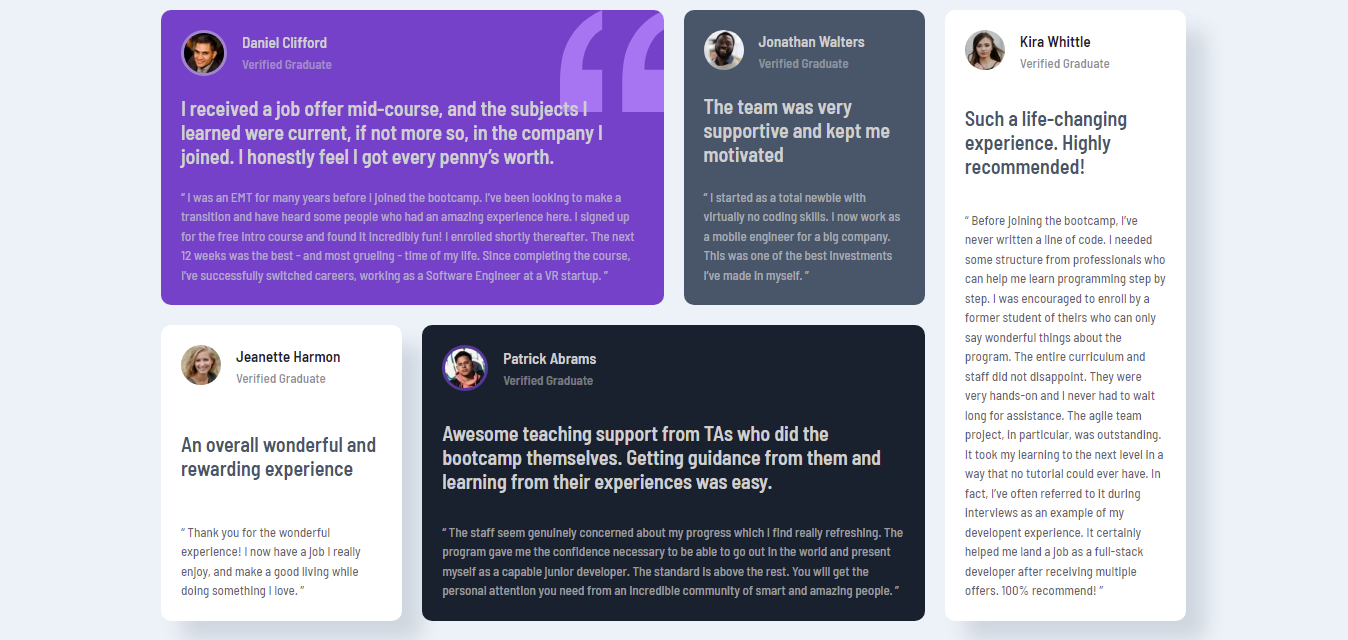 Daniel Clifford
Verified Graduate
I received a job offer mid-course, and the subjects I
learned were current, if not more so, in the company I
joined. I honestly feel I got every penny’s worth.
“ I was an EMT for many years before I joined the bootcamp. I’ve been looking to make a
transition and have heard some people who had an amazing experience here. I signed up
for the free intro course and found it incredibly fun! I enrolled shortly thereafter. The next
12 weeks was the best - and most grueling - time of my life. Since completing the course,
I’ve successfully switched careers, working as a Software Engineer at a VR startup. ”
Jonathan Walters
Verified Graduate
The team was very
supportive and kept me
motivated
“ I started as a total newbie with
virtually no coding skills. I now work as
a mobile engineer for a big company.
This was one of the best investments
I’ve made in myself. ”
Kira Whittle
Verified Graduate
Such a life-changing
experience. Highly
recommended!
“ Before joining the bootcamp, I’ve
never written a line of code. I needed
some structure from professionals who
can help me learn programming step by
step. I was encouraged to enroll by a
former student of theirs who can only
say wonderful things about the
program. The entire curriculum and
staff did not disappoint. They were
very hands-on and I never had to wait
long for assistance. The agile team
project, in particular, was outstanding.
It took my learning to the next level in a
way that no tutorial could ever have. In
fact, I’ve often referred to it during
interviews as an example of my
developent experience. It certainly
helped me land a job as a full-stack
developer after receiving multiple
offers. 100% recommend! ”
Jeanette Harmon
Verified Graduate
An overall wonderful and
rewarding experience
“ Thank you for the wonderful
experience! I now have a job I really
enjoy, and make a good living while
doing something I love. ”
Patrick Abrams
Verified Graduate
Awesome teaching support from TAs who did the
bootcamp themselves. Getting guidance from them and
learning from their experiences was easy.
“ The staff seem genuinely concerned about my progress which I find really refreshing. The
program gave me the confidence necessary to be able to go out in the world and present
myself as a capable junior developer. The standard is above the rest. You will get the
personal attention you need from an incredible community of smart and amazing people. ”